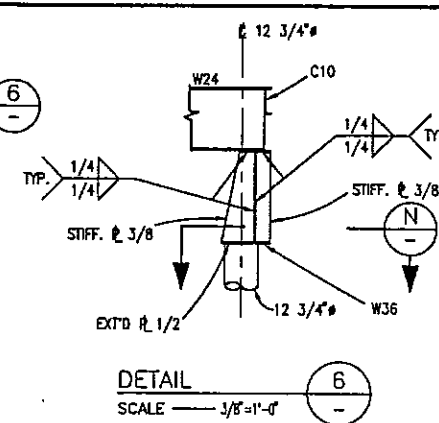 ℄ 12 3/4"ø
W24
C10
6
-
1/4
TYP.
1/4
1/4
1/4
TY
STIFF. ℄ 3/8
STIFF. ℄ 3/8
N
-
12 3/4"ø
W36
EXT'D ℄ 1/2
DETAIL
6
SCALE 3/8"=1'-0"
-